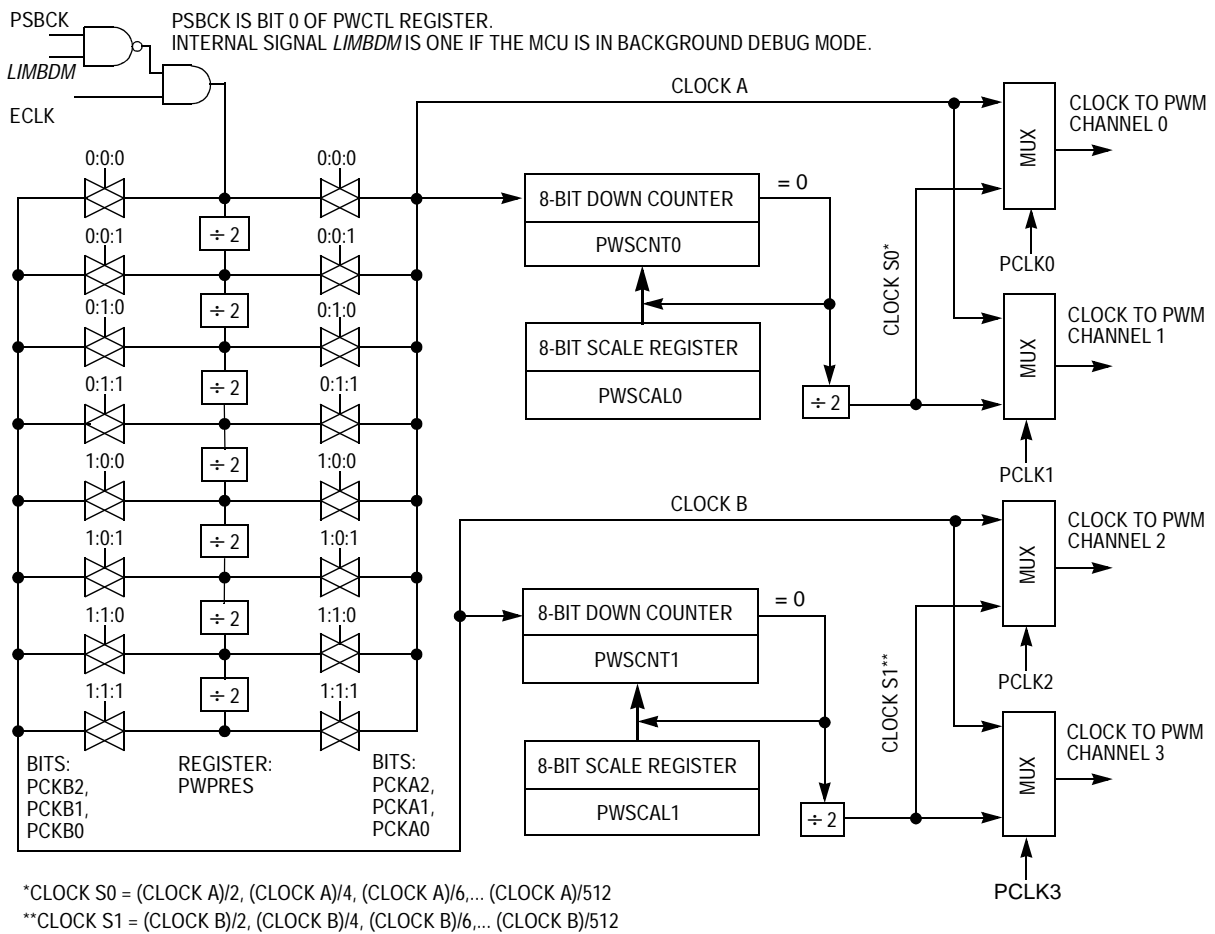 PSBCK
PSBCK IS BIT 0 OF PWCTL REGISTER.
INTERNAL SIGNAL LIMBDM IS ONE IF THE MCU IS IN BACKGROUND DEBUG MODE.
LIMBDM
ECLK
CLOCK A
MUX
CLOCK TO PWM
CHANNEL 0
PCLK0
0:0:0
0:0:0
÷ 2
0:0:1
0:0:1
÷ 2
0:1:0
0:1:0
÷ 2
0:1:1
0:1:1
÷ 2
1:0:0
1:0:0
÷ 2
1:0:1
1:0:1
÷ 2
1:1:0
1:1:0
÷ 2
1:1:1
1:1:1
8-BIT DOWN COUNTER
= 0
PWSCNT0
8-BIT SCALE REGISTER
PWSCAL0
÷ 2
CLOCK S0*
MUX
CLOCK TO PWM
CHANNEL 1
PCLK1
CLOCK B
MUX
CLOCK TO PWM
CHANNEL 2
PCLK2
8-BIT DOWN COUNTER
= 0
PWSCNT1
8-BIT SCALE REGISTER
PWSCAL1
÷ 2
CLOCK S1**
MUX
CLOCK TO PWM
CHANNEL 3
PCLK3
BITS:
PCKB2,
PCKB1,
PCKB0
REGISTER:
PWPRES
BITS:
PCKA2,
PCKA1,
PCKA0
*CLOCK S0 = (CLOCK A)/2, (CLOCK A)/4, (CLOCK A)/6,... (CLOCK A)/512
**CLOCK S1 = (CLOCK B)/2, (CLOCK B)/4, (CLOCK B)/6,... (CLOCK B)/512